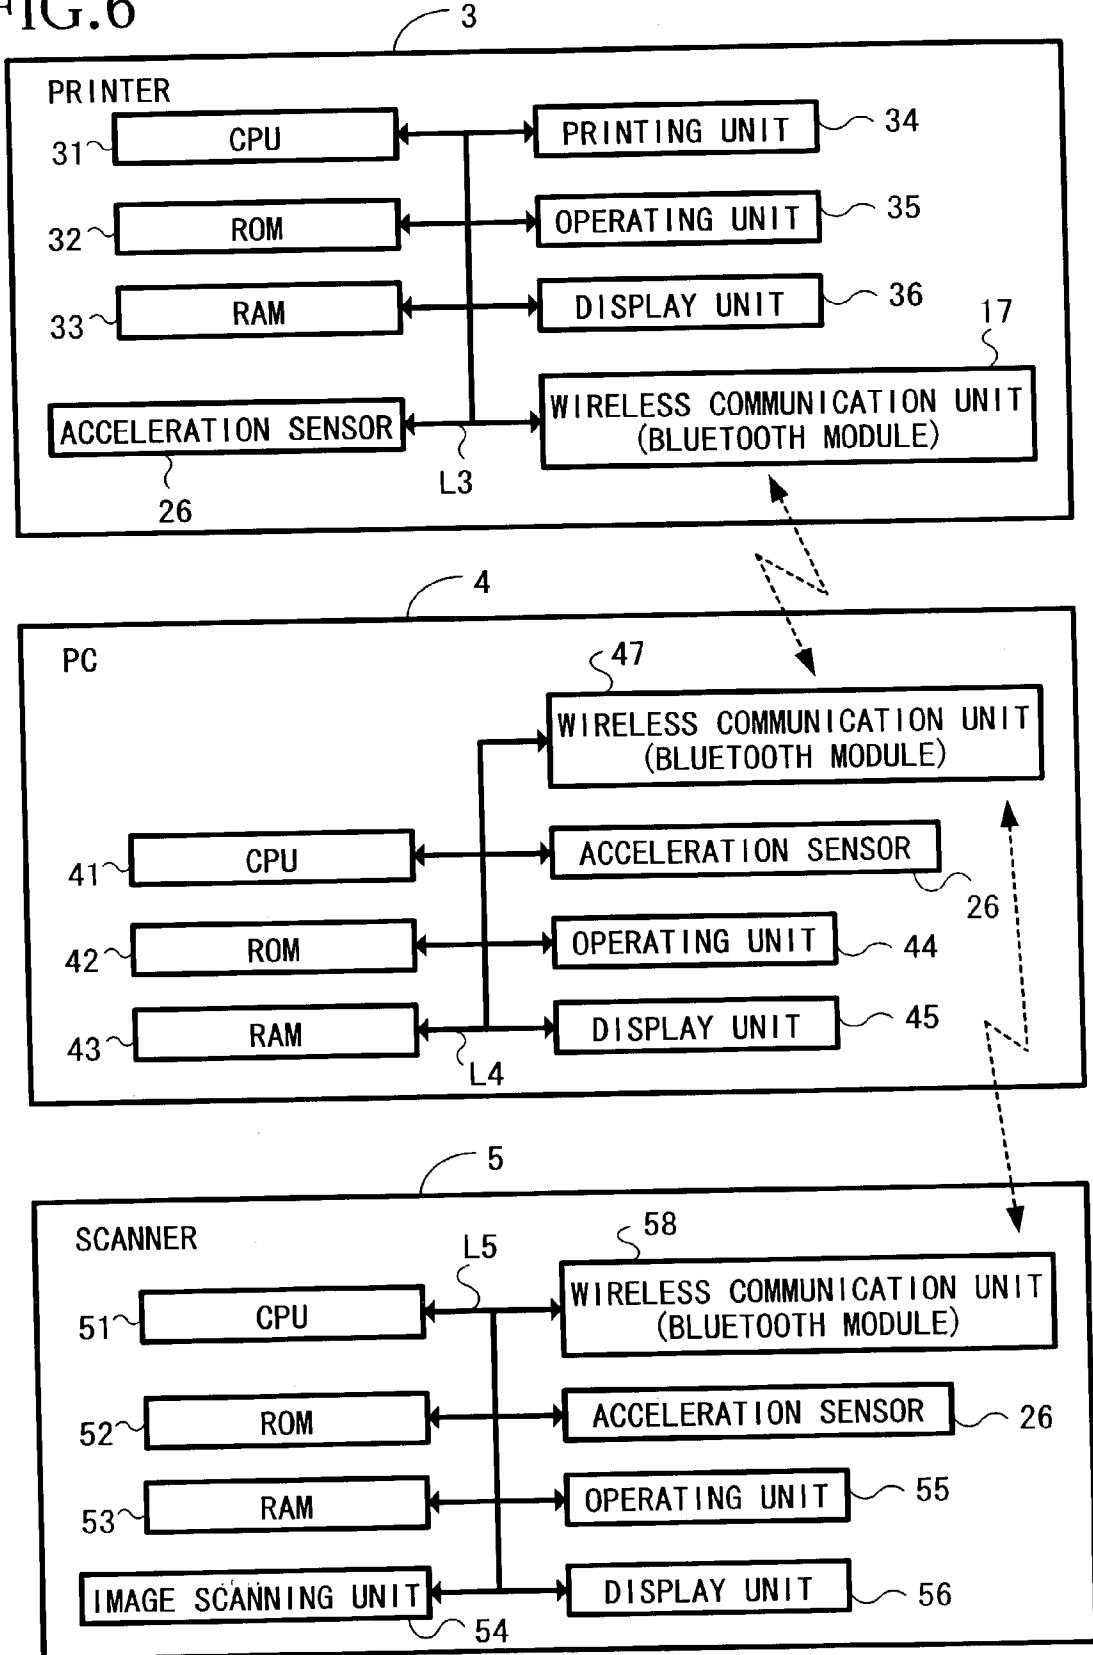 FIG.6
3
PRINTER
31 CPU
PRINTING UNIT 34
32 ROM
OPERATING UNIT 35
33 RAM
DISPLAY UNIT 36
17
ACCELERATION SENSOR
26
L3
WIRELESS COMMUNICATION UNIT
(BLUETOOTH MODULE)
4
PC
47
WIRELESS COMMUNICATION UNIT
(BLUETOOTH MODULE)
41 CPU
ACCELERATION SENSOR
26
42 ROM
OPERATING UNIT 44
43 RAM
L4
DISPLAY UNIT 45
5
SCANNER
L5
58
51 CPU
WIRELESS COMMUNICATION UNIT
(BLUETOOTH MODULE)
52 ROM
ACCELERATION SENSOR 26
53 RAM
OPERATING UNIT 55
IMAGE SCANNING UNIT
54
DISPLAY UNIT 56